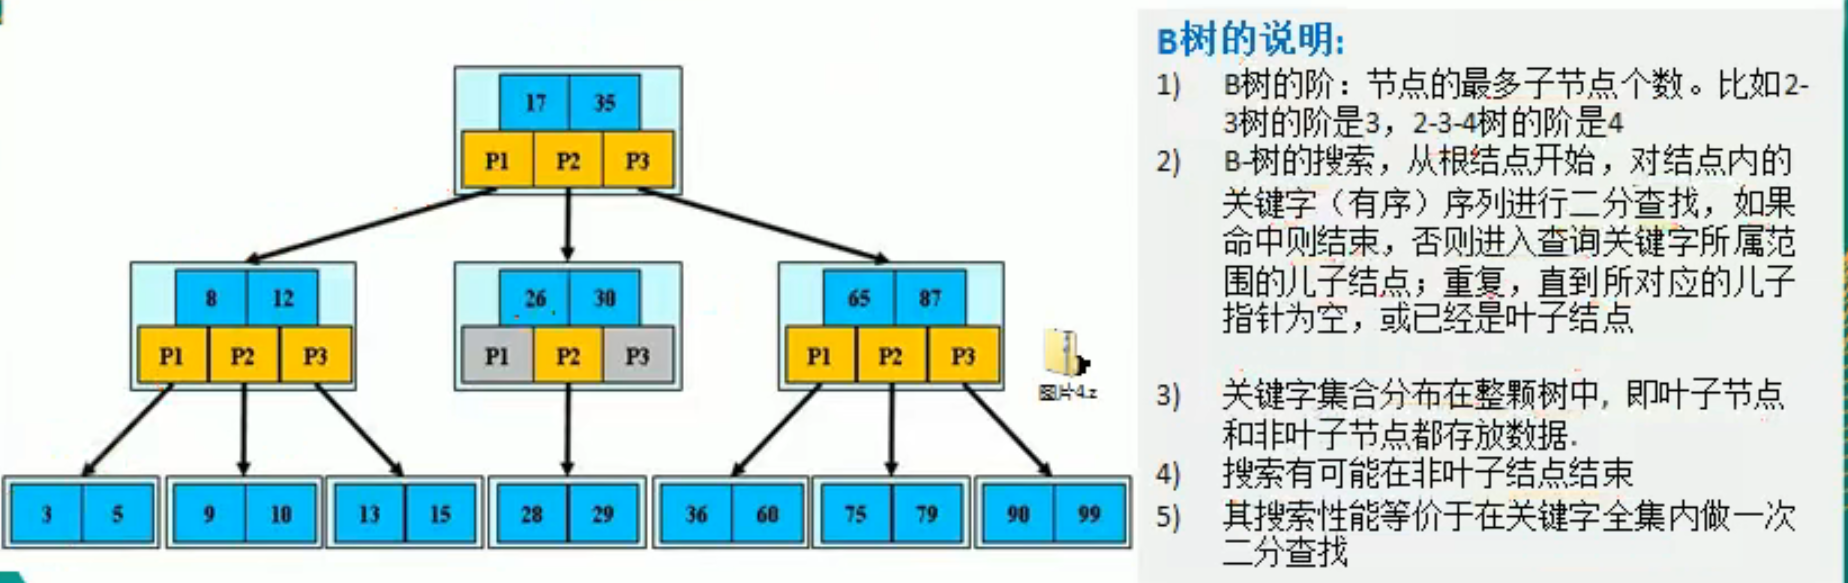 17 35
P1 P2 P3
8 12
26 30
65 87
P1 P2 P3
P1 P2 P3
P1 P2 P3
3 5
9 10
13 15
28 29
36 60
75 79
90 99
图片4.z
B树的说明:
1) B树的阶：节点的最多子节点个数。比如2-
3树的阶是3，2-3-4树的阶是4
2) B-树的搜索，从根结点开始，对结点内的
关键字（有序）序列进行二分查找，如果
命中则结束，否则进入查询关键字所属范
围的儿子结点；重复，直到所对应的儿子
指针为空，或已经是叶子结点
3) 关键字集合分布在整颗树中, 即叶子节点
和非叶子节点都存放数据.
4) 搜索有可能在非叶子结点结束
5) 其搜索性能等价于在关键字全集内做一次
二分查找